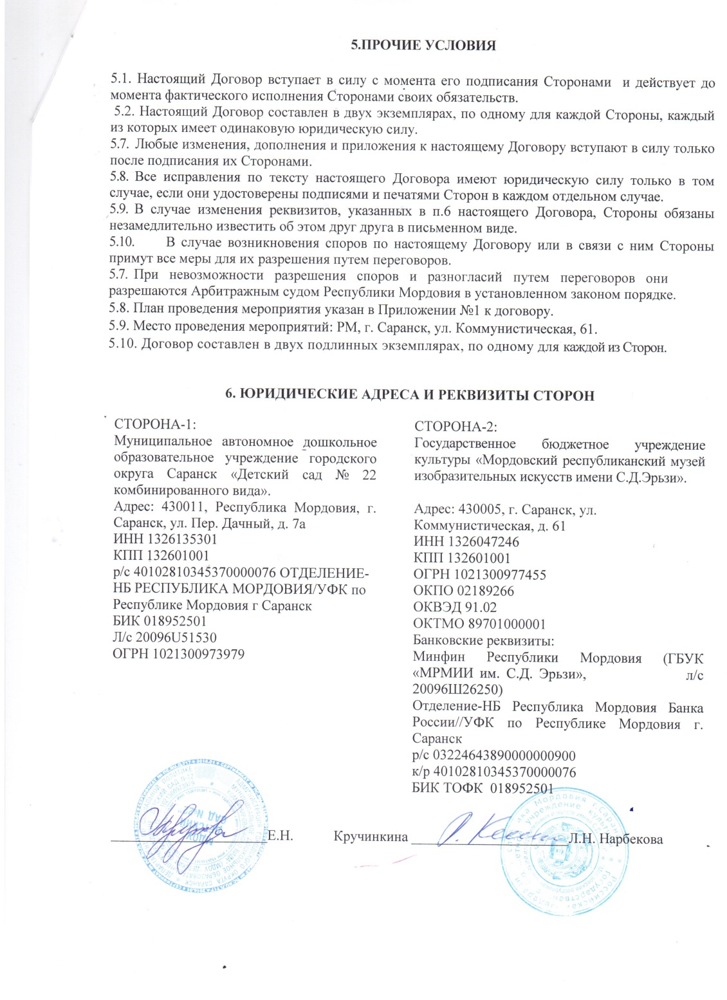 5.ПРОЧИЕ УСЛОВИЯ
5.1. Настоящий Договор вступает в силу с момента его подписания Сторонами и действует до
момента фактического исполнения Сторонами своих обязательств.
5.2. Настоящий Договор составлен в двух экземплярах, по одному для каждой Стороны, каждый
из которых имеет одинаковую юридическую силу.
5.7. Любые изменения, дополнения и приложения к настоящему Договору вступают в силу только
после подписания их Сторонами.
5.8. Все исправления по тексту настоящего Договора имеют юридическую силу только в том
случае, если они удостоверены подписями и печатями Сторон в каждом отдельном случае.
5.9. В случае изменения реквизитов, указанных в п.6 настоящего Договора, Стороны обязаны
незамедлительно известить об этом друг друга в письменном виде.
5.10. В случае возникновения споров по настоящему Договору или в связи с ним Стороны
примут все меры для их разрешения путем переговоров.
5.7. При невозможности разрешения споров и разногласий путем переговоров они
разрешаются Арбитражным судом Республики Мордовия в установленном законом порядке.
5.8. План проведения мероприятия указан в Приложении №1 к договору.
5.9. Место проведения мероприятий: РМ, г. Саранск, ул. Коммунистическая, 61.
5.10. Договор составлен в двух подлинных экземплярах, по одному для каждой из Сторон.
6. ЮРИДИЧЕСКИЕ АДРЕСА И РЕКВИЗИТЫ СТОРОН
СТОРОНА-1:
Муниципальное автономное дошкольное
образовательное учреждение городского
округа Саранск «Детский сад № 22
комбинированного вида».
Адрес: 430011, Республика Мордовия, г.
Саранск, ул. Пер. Дачный, д. 7а
ИНН 1326135301
КПП 132601001
р/с 40102810345370000076 ОТДЕЛЕНИЕ-
НБ РЕСПУБЛИКА МОРДОВИЯ/УФК по
Республике Мордовия г Саранск
БИК 018952501
Л/с 20096U51530
ОГРН 1021300973979
СТОРОНА-2:
Государственное бюджетное учреждение
культуры «Мордовский республиканский музей
изобразительных искусств имени С.Д.Эрьзи».
Адрес: 430005, г. Саранск, ул.
Коммунистическая, д. 61
ИНН 1326047246
КПП 132601001
ОГРН 1021300977455
ОКПО 02189266
ОКВЭД 91.02
ОКТМО 89701000001
Банковские реквизиты:
Минфин Республики Мордовия (ГБУК
«МРМИИ им. С.Д. Эрьзи», л/с
20096Ш26250)
Отделение-НБ Республика Мордовия Банка
России//УФК по Республике Мордовия г.
Саранск
р/с 03224643890000000900
к/р 40102810345370000076
БИК ТОФК 018952501
Е.Н. Кручинкина Л.Н. Нарбекова